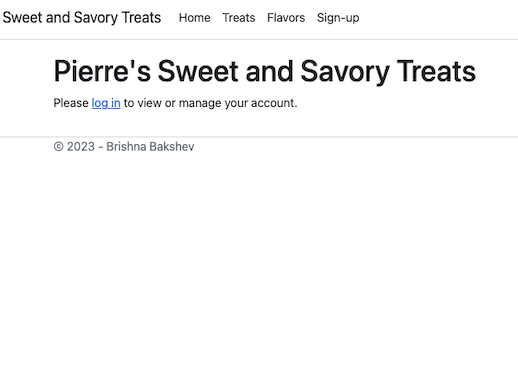 Sweet and Savory Treats Home Treats Flavors Sign-up
Pierre's Sweet and Savory Treats
Please log in to view or manage your account.
© 2023 - Brishna Bakshev